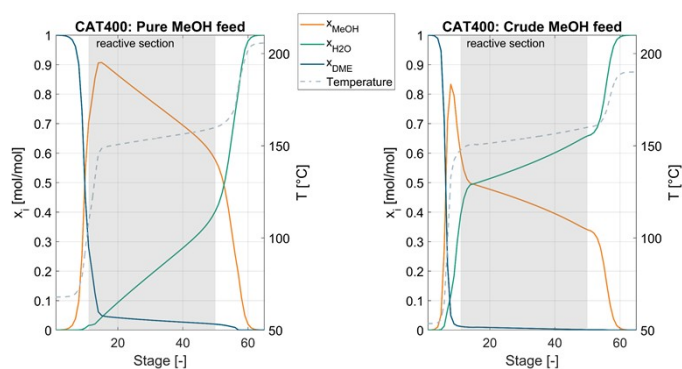 CAT400: Pure MeOH feed
reactive section
1
0.9
0.8
0.7
0.6
0.5
0.4
0.3
0.2
0.1
0
x_i [mol/mol]
200
150
100
50
T [°C]
20
40
60
Stage [-]
x_MeOH
x_H2O
x_DME
Temperature
CAT400: Crude MeOH feed
reactive section
1
0.9
0.8
0.7
0.6
0.5
0.4
0.3
0.2
0.1
0
x_i [mol/mol]
200
150
100
50
T [°C]
20
40
60
Stage [-]